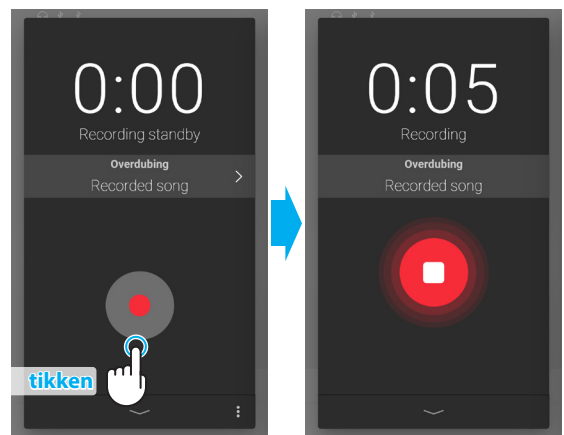 0:00
Recording standby
Overdubing
Recorded song
tikken
0:05
Recording
Overdubing
Recorded song